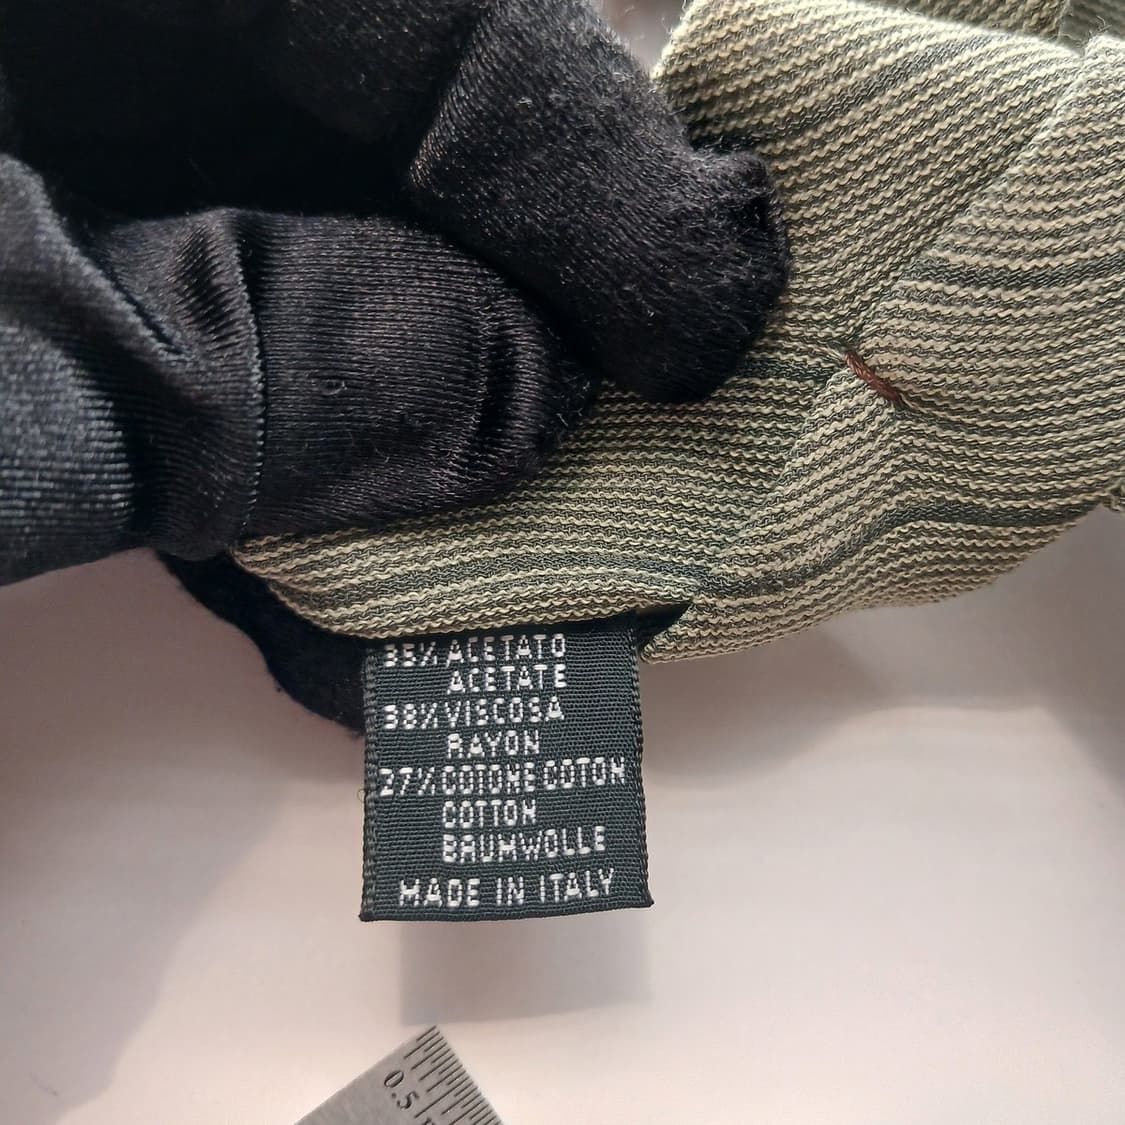 35% ACETATO
ACETATE
38% VISCOSA
RAYON
27% COTONE COTON
COTTON
BAUMWOLLE
MADE IN ITALY
0.5